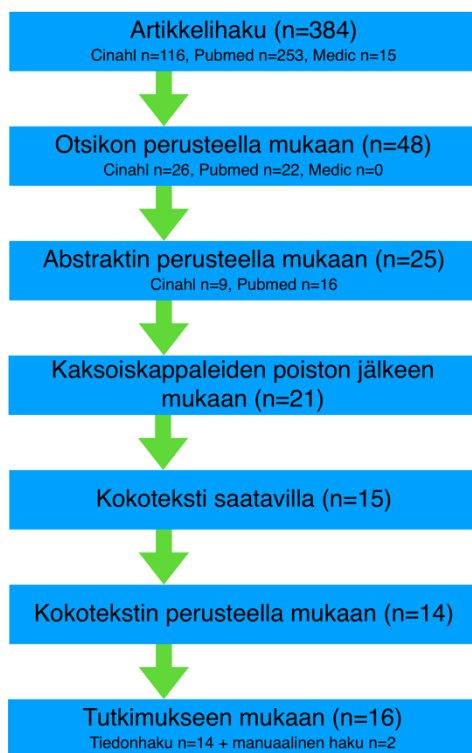 Artikkelihaku (n=384)
Cinahl n=116, Pubmed n=253, Medic n=15
Otsikon perusteella mukaan (n=48)
Cinahl n=26, Pubmed n=22, Medic n=0
Abstraktin perusteella mukaan (n=25)
Cinahl n=9, Pubmed n=16
Kaksoiskappaleiden poiston jälkeen
mukaan (n=21)
Kokoteksti saatavilla (n=15)
Kokotekstin perusteella mukaan (n=14)
Tutkimukseen mukaan (n=16)
Tiedonhaku n=14 + manuaalinen haku n=2